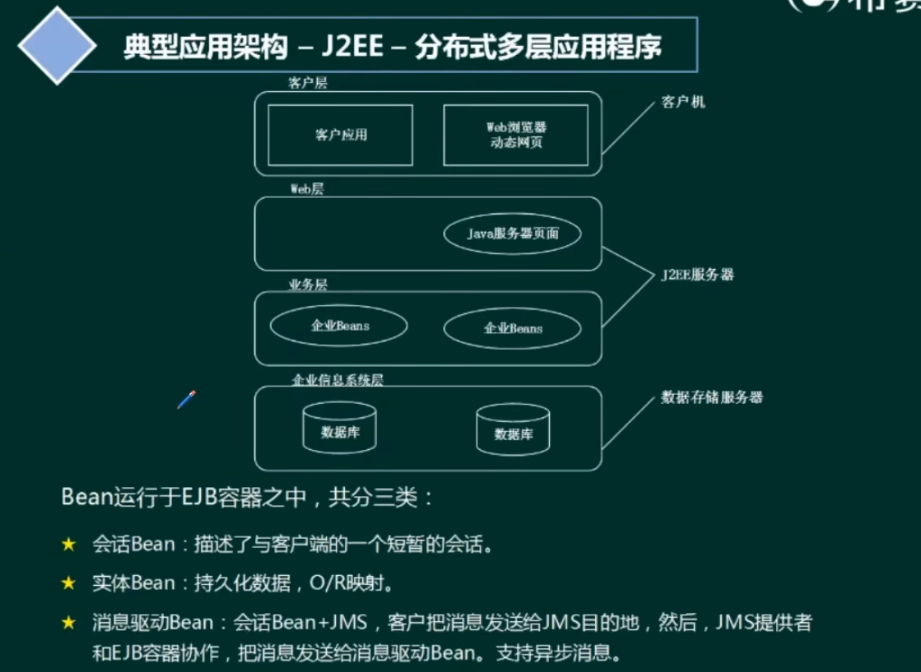 典型应用架构 – J2EE – 分布式多层应用程序
客户层
客户应用
Web浏览器
动态网页
客户机
Web层
Java服务器页面
J2EE服务器
业务层
企业Beans
企业Beans
企业信息系统层
数据库
数据库
数据存储服务器
Bean运行于EJB容器之中，共分三类：
★ 会话Bean：描述了与客户端的一个短暂的会话。
★ 实体Bean：持久化数据，O/R映射。
★ 消息驱动Bean：会话Bean+JMS，客户把消息发送给JMS目的地，然后，JMS提供者
和EJB容器协作，把消息发送给消息驱动Bean。支持异步消息。